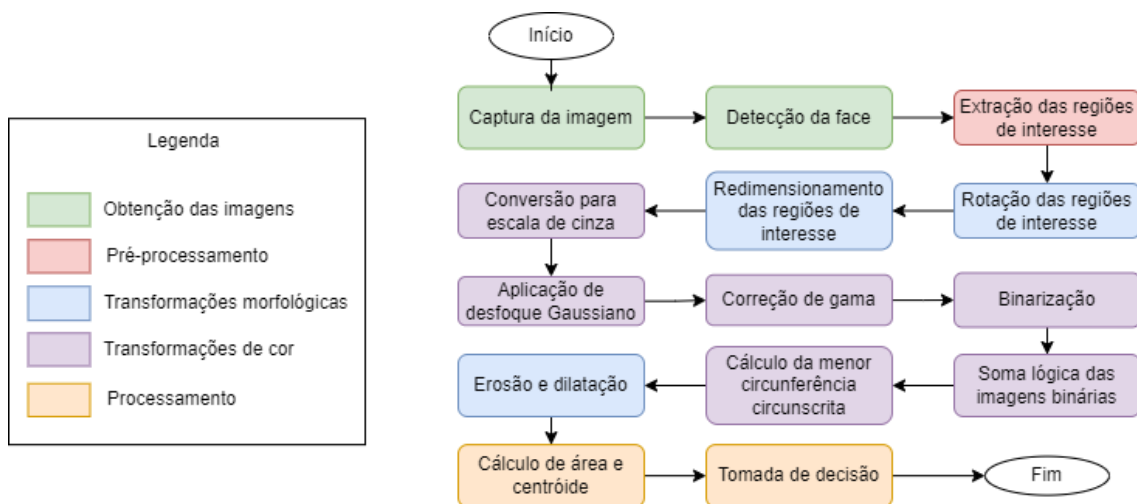 Legenda
Obtenção das imagens
Pré-processamento
Transformações morfológicas
Transformações de cor
Processamento
Início
Captura da imagem
Detecção da face
Extração das regiões
de interesse
Rotação das regiões
de interesse
Redimensionamento
das regiões de
interesse
Conversão para
escala de cinza
Aplicação de
desfoque Gaussiano
Correção de gama
Binarização
Soma lógica das
imagens binárias
Cálculo da menor
circunferência
circunscrita
Erosão e dilatação
Cálculo de área e
centróide
Tomada de decisão
Fim